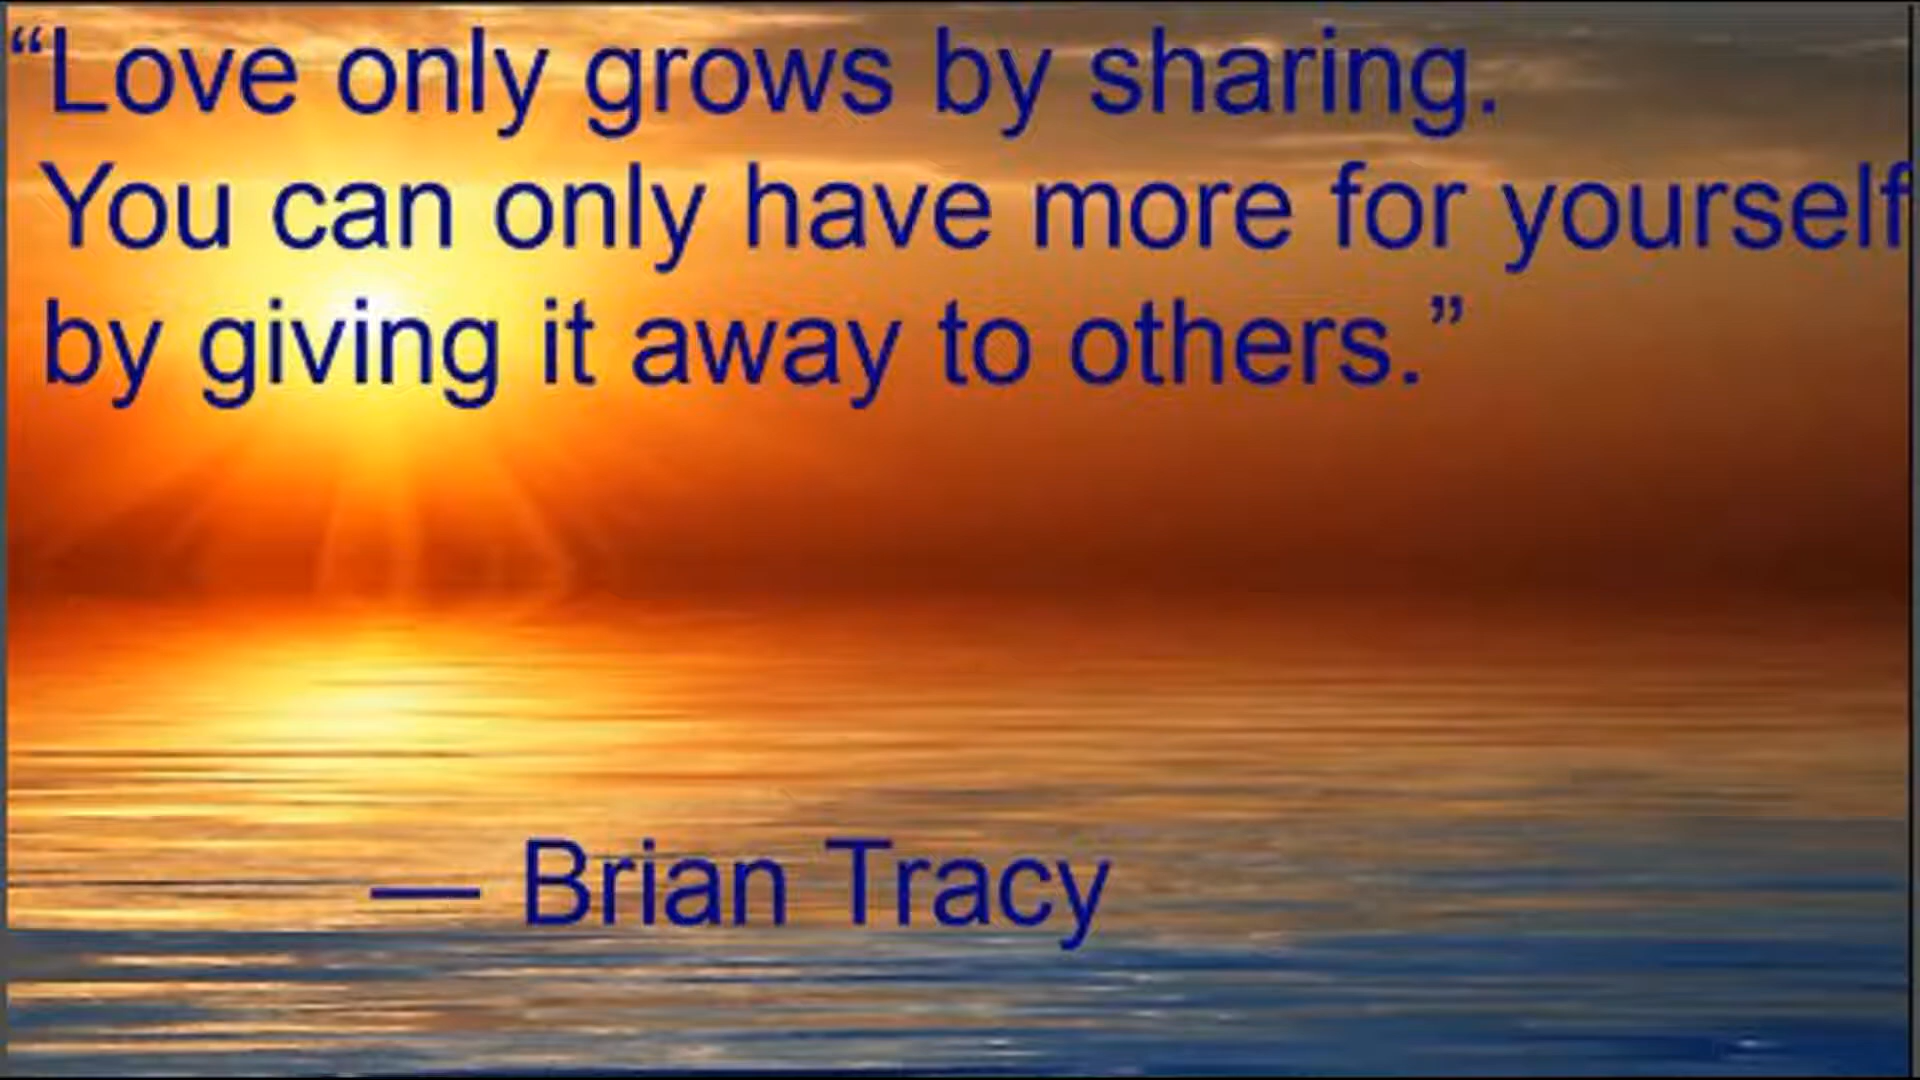 “Love only grows by sharing.
You can only have more for yourself
by giving it away to others.”
— Brian Tracy